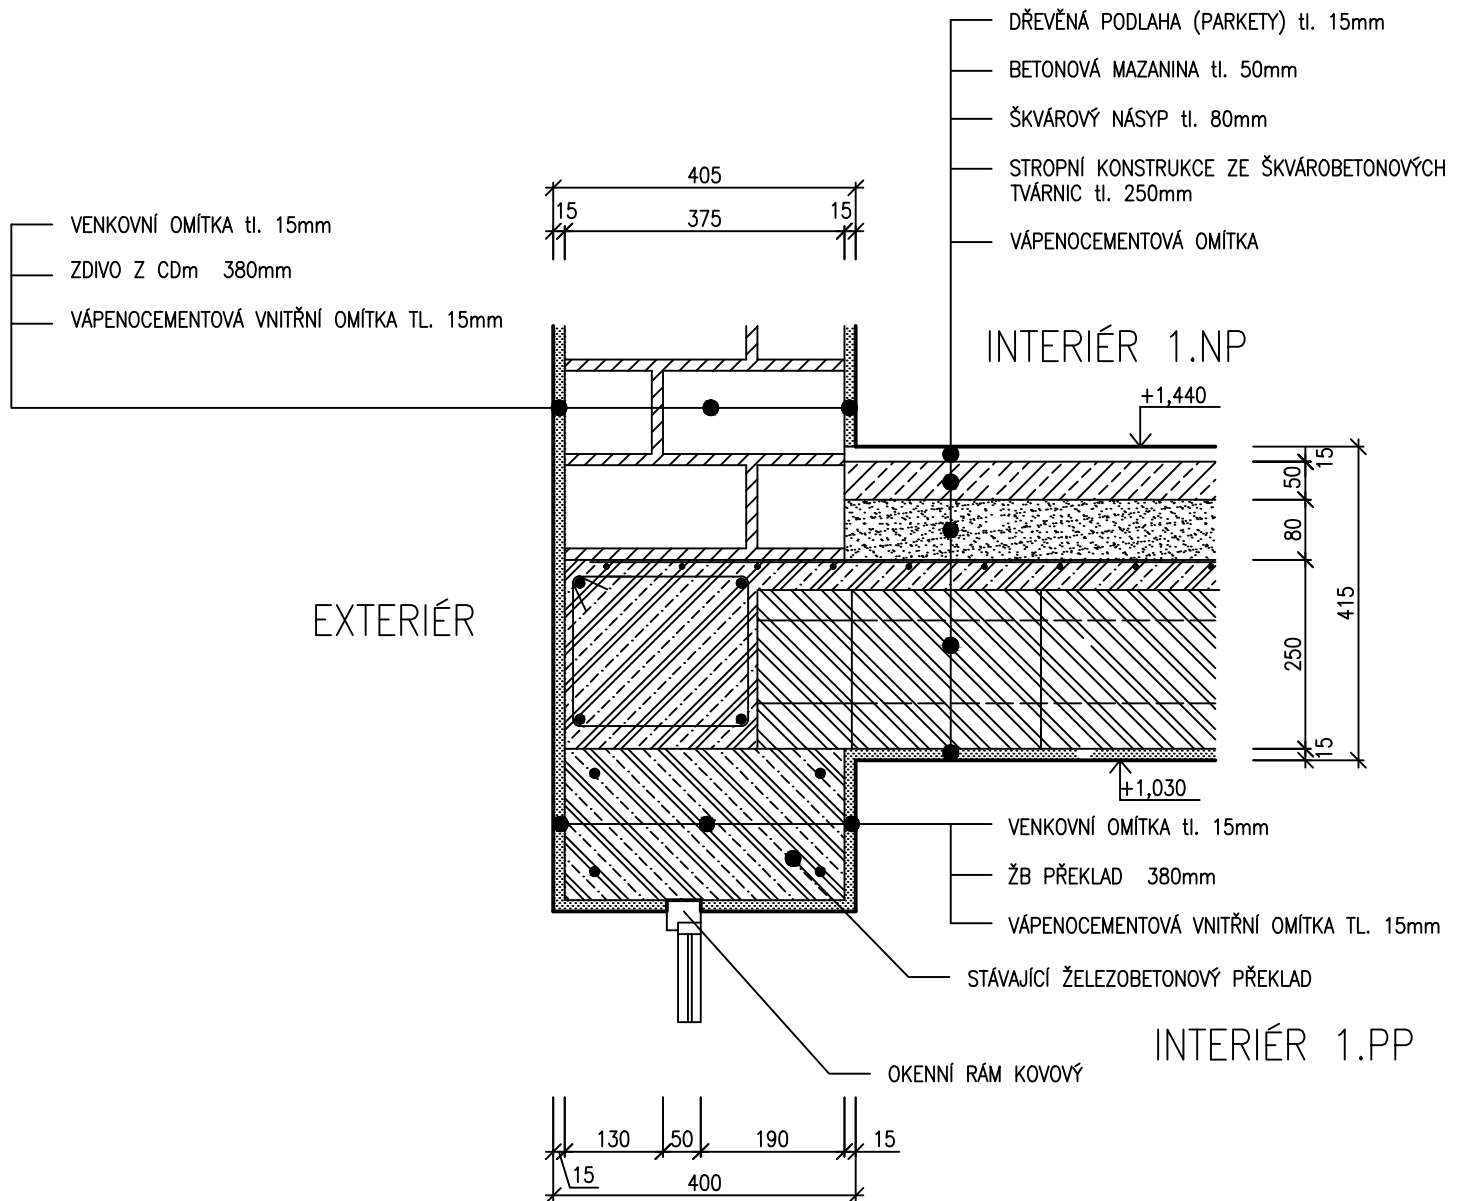 DŘEVĚNÁ PODLAHA (PARKETY) tl. 15mm
BETONOVÁ MAZANINA tl. 50mm
ŠKVÁROVÝ NÁSYP tl. 80mm
STROPNÍ KONSTRUKCE ZE ŠKVÁROBETONOVÝCH
TVÁRNIC tl. 250mm
VÁPENOCEMENTOVÁ OMÍTKA
405
15 375 15
VENKOVNÍ OMÍTKA tl. 15mm
ZDIVO Z CDm 380mm
VÁPENOCEMENTOVÁ VNITŘNÍ OMÍTKA TL. 15mm
INTERIÉR 1.NP
+1,440
15
50
80
415
250
15
EXTERIÉR
+1,030
VENKOVNÍ OMÍTKA tl. 15mm
ŽB PŘEKLAD 380mm
VÁPENOCEMENTOVÁ VNITŘNÍ OMÍTKA TL. 15mm
STÁVAJÍCÍ ŽELEZOBETONOVÝ PŘEKLAD
INTERIÉR 1.PP
OKENNÍ RÁM KOVOVÝ
130 50 190 15
15
400